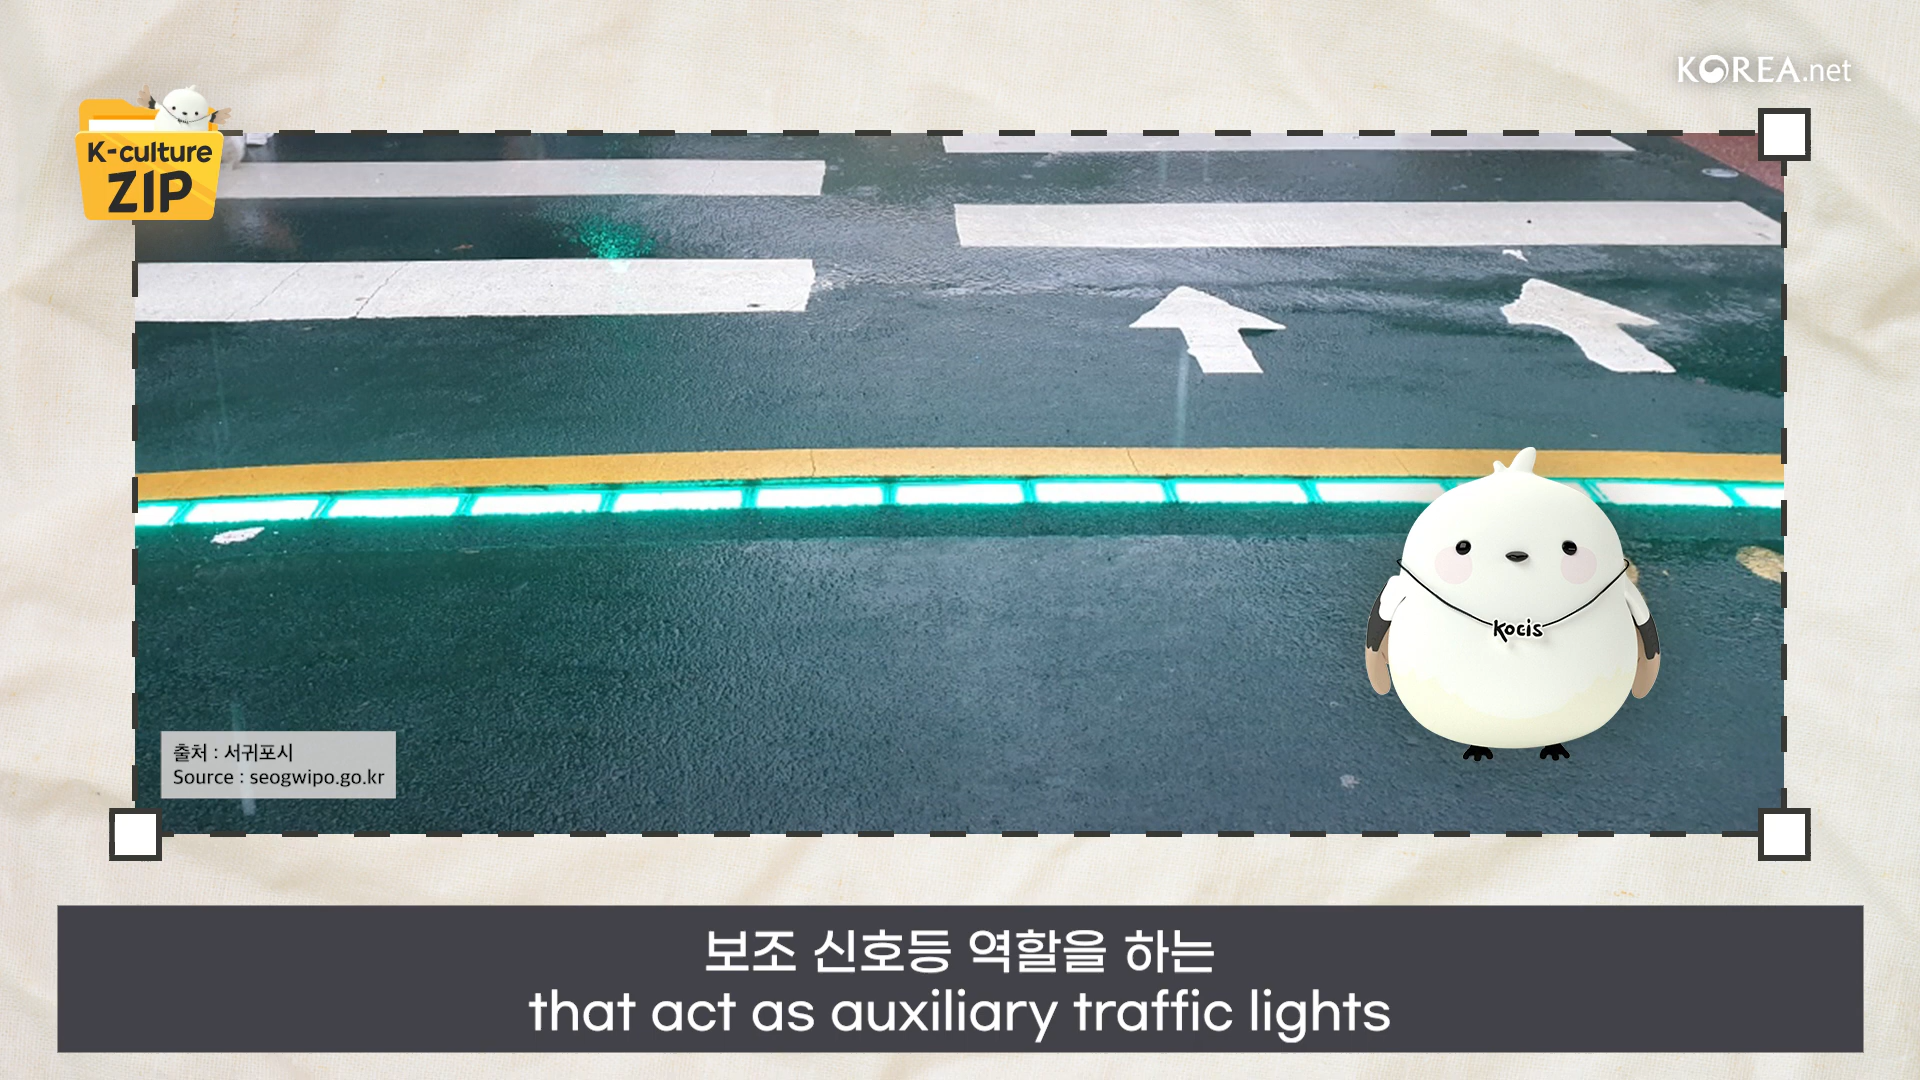 KOREA.net
K-culture
ZIP
Kocis
출처 : 서귀포시
Source : seogwipo.go.kr
보조 신호등 역할을 하는
that act as auxiliary traffic lights